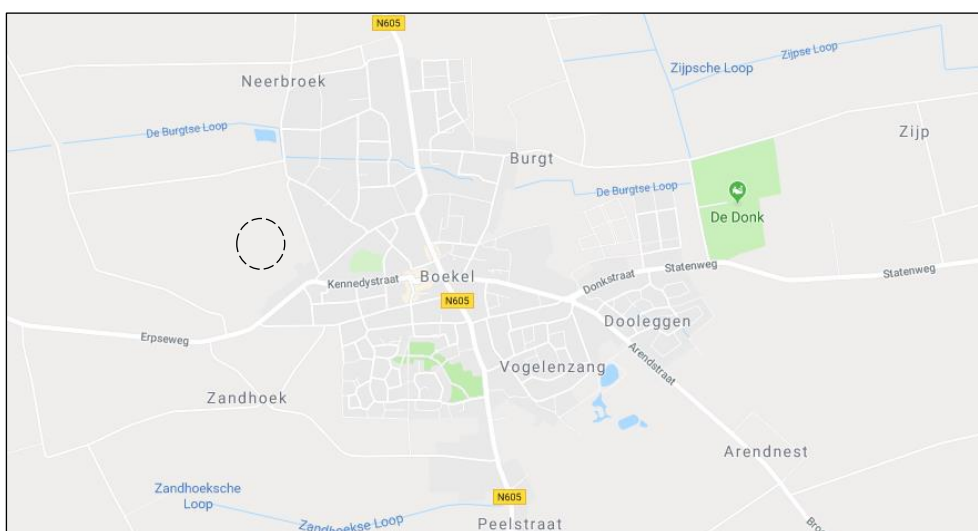 N605
Neerbroek
Zijpse Loop
Zijpsche Loop
De Burgtse Loop
Zijp
Burgt
De Burgtse Loop
De Donk
Statenweg
Statenweg
Donkstraat
Boekel
Kennedystraat
N605
Dooleggen
Erpseweg
Vogelenzang
Arendstraat
Zandhoek
Arendnest
Zandhoeksche
Loop
N605
Zandhoekse Loop
Peelstraat
Bro